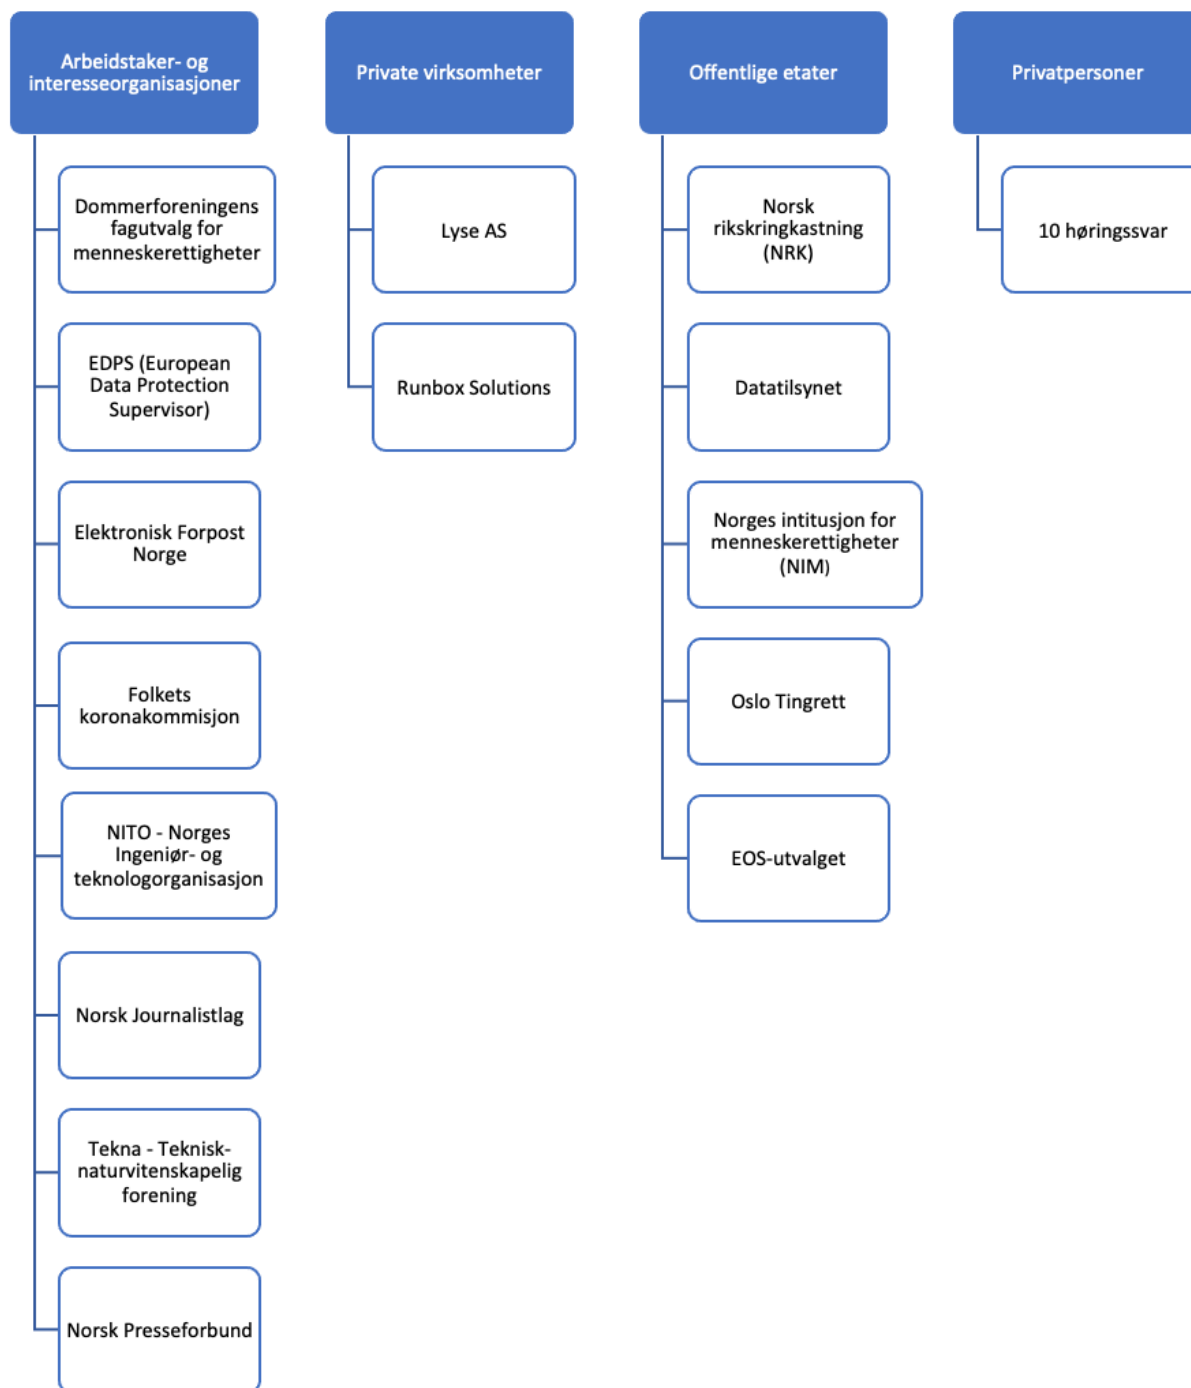 Arbeidstaker- og
interesseorganisasjoner
Dommerforeningens
fagutvalg for
menneskerettigheter
EDPS (European
Data Protection
Supervisor)
Elektronisk Forpost
Norge
Folkets
koronakommisjon
NITO - Norges
Ingeniør- og
teknologorganisasjon
Norsk Journalistlag
Tekna - Teknisk-
naturvitenskapelig
forening
Norsk Presseforbund
Private virksomheter
Lyse AS
Runbox Solutions
Offentlige etater
Norsk
rikskringkastning
(NRK)
Datatilsynet
Norges intitusjon for
menneskerettigheter
(NIM)
Oslo Tingrett
EOS-utvalget
Privatpersoner
10 høringssvar